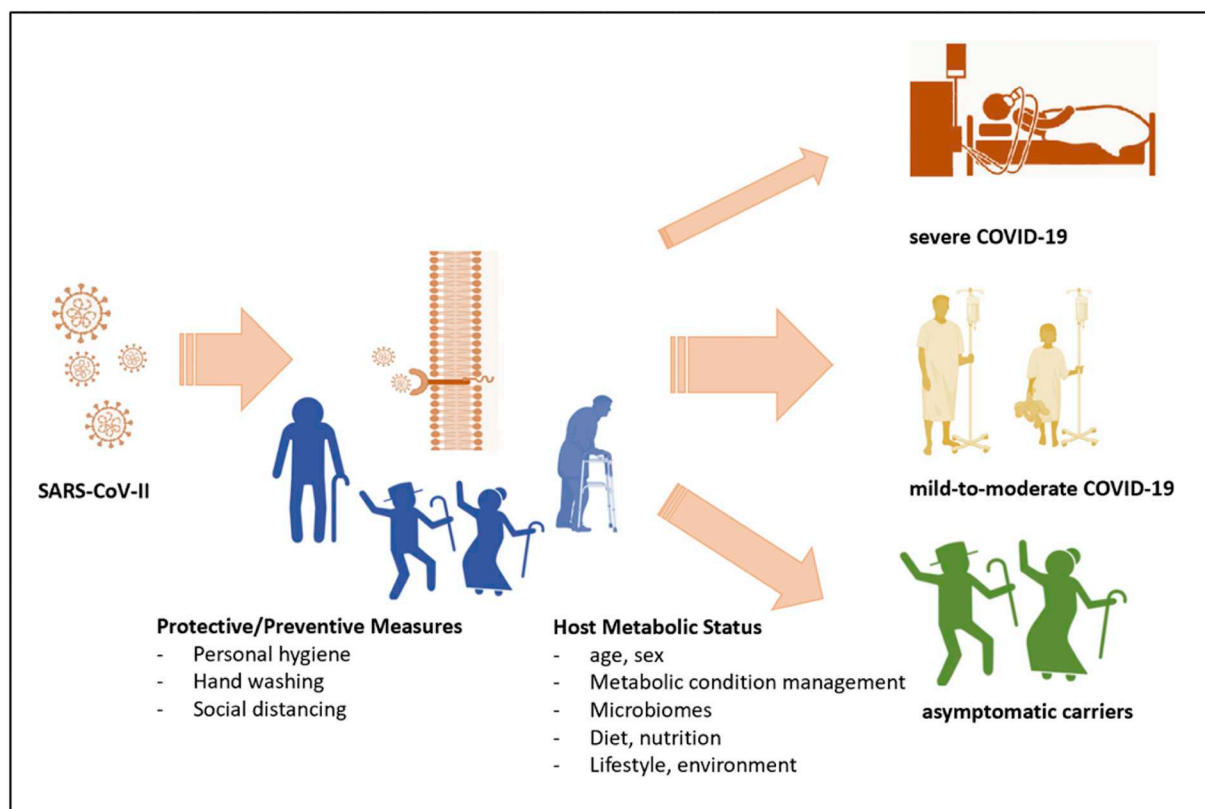 severe COVID-19
SARS-CoV-II
mild-to-moderate COVID-19
Protective/Preventive Measures
- Personal hygiene
- Hand washing
- Social distancing
Host Metabolic Status
- age, sex
- Metabolic condition management
- Microbiomes
- Diet, nutrition
- Lifestyle, environment
asymptomatic carriers